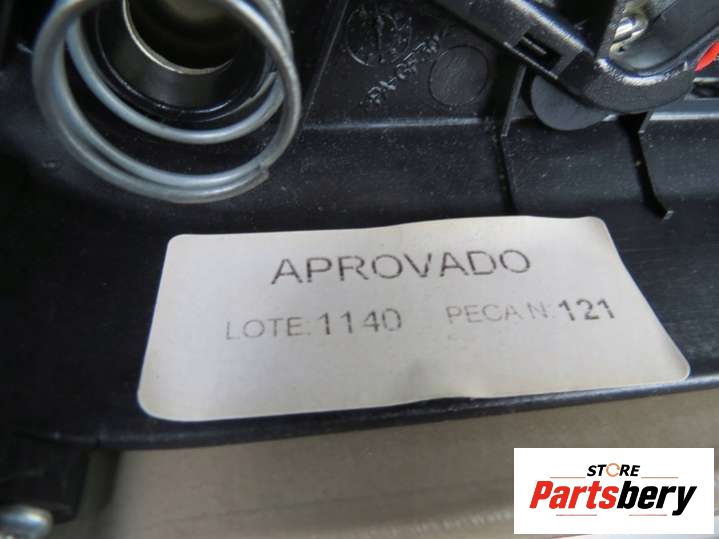 APROVADO
LOTE: 1140 PECA N: 121
STORE
Partsbery